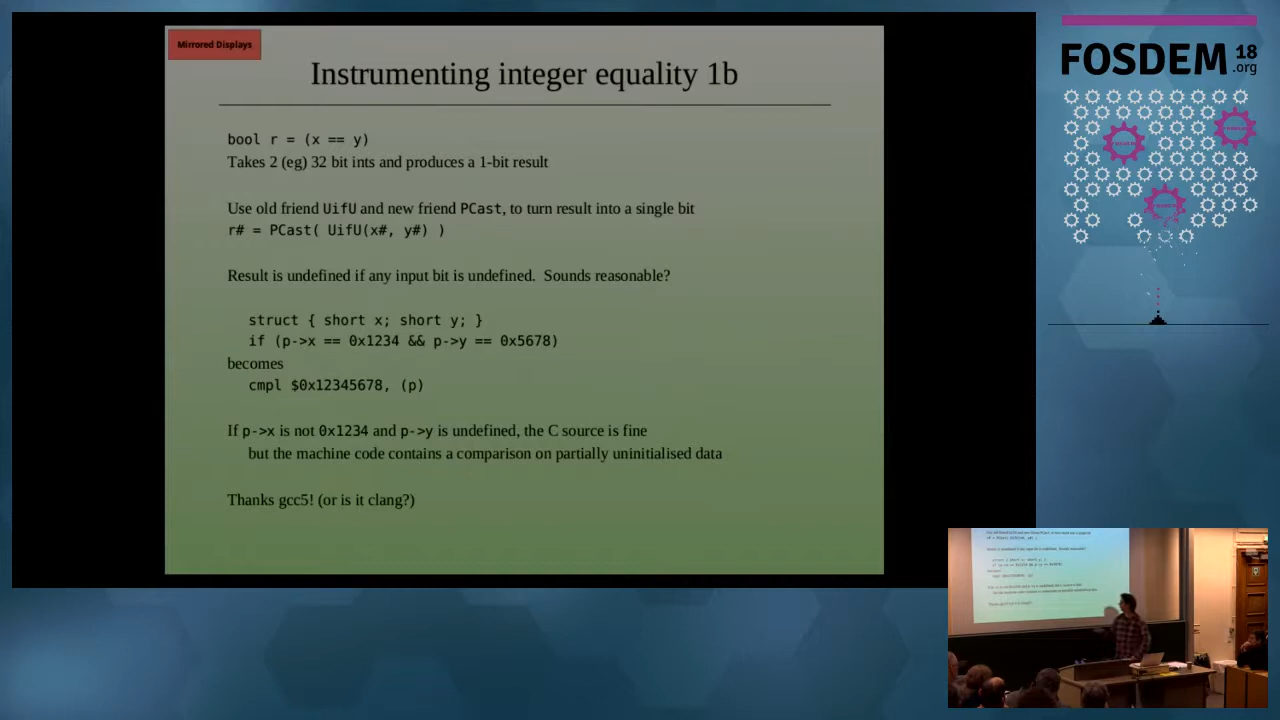 Mirrored Displays
Instrumenting integer equality 1b
bool r = (x == y)
Takes 2 (eg) 32 bit ints and produces a 1-bit result
Use old friend UifU and new friend PCast, to turn result into a single bit
r# = PCast( UifU(x#, y#) )
Result is undefined if any input bit is undefined.  Sounds reasonable?
struct { short x; short y; }
if (p->x == 0x1234 && p->y == 0x5678)
becomes
cmpl $0x12345678, (p)
If p->x is not 0x1234 and p->y is undefined, the C source is fine
but the machine code contains a comparison on partially uninitialised data
Thanks gcc5! (or is it clang?)
FOSDEM 18
.org